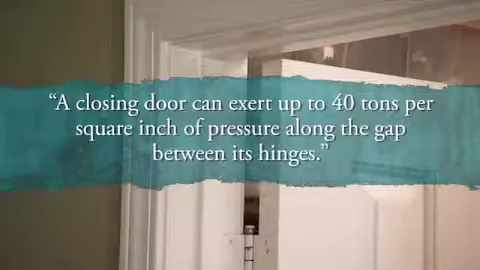 “A closing door can exert up to 40 tons per
square inch of pressure along the gap
between its hinges.”